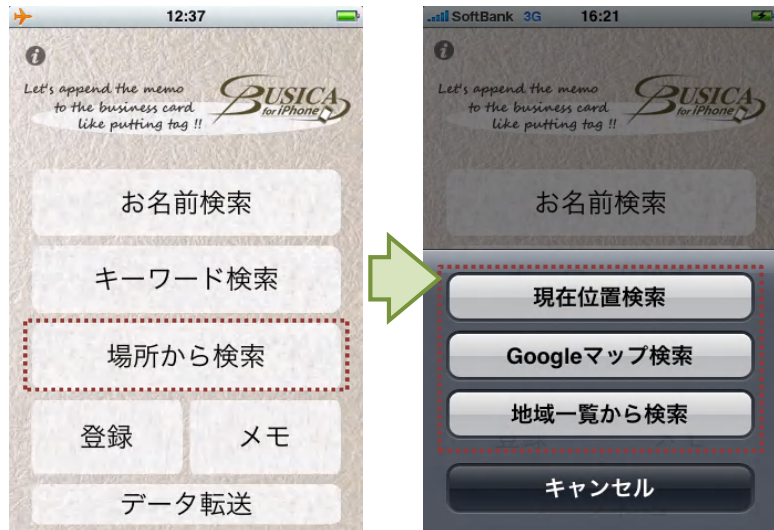 12:37
Let's append the memo
to the business card
like putting tag !!
BUSICA
for iPhone
お名前検索
キーワード検索
場所から検索
登録
メモ
データ転送
SoftBank 3G 16:21
Let's append the memo
to the business card
like putting tag !!
BUSICA
for iPhone
お名前検索
現在位置検索
Googleマップ検索
地域一覧から検索
登録
メモ
キャンセル